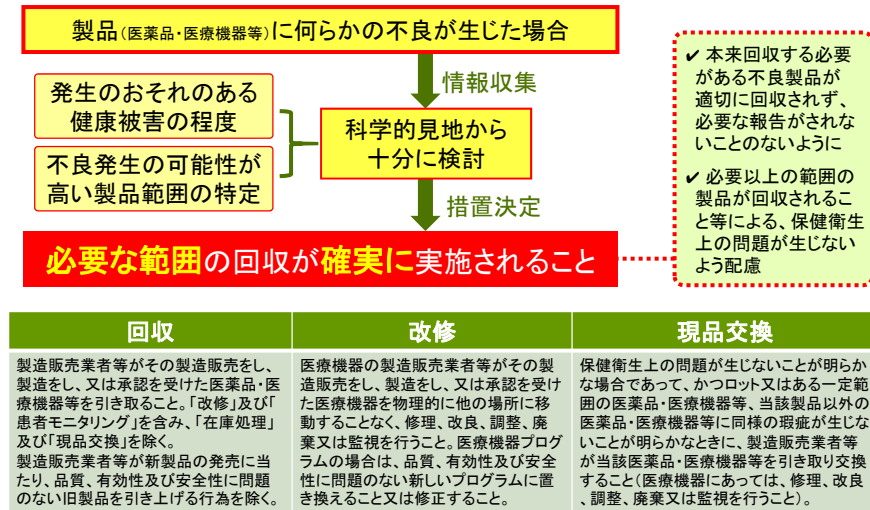 製品(医薬品・医療機器等)に何らかの不良が生じた場合
情報収集
発生のおそれのある
健康被害の程度
不良発生の可能性が
高い製品範囲の特定
科学的見地から
十分に検討
措置決定
必要な範囲の回収が確実に実施されること
✔ 本来回収する必要
がある不良製品が
適切に回収されず、
必要な報告がされな
いことのないように
✔ 必要以上の範囲の
製品が回収されるこ
と等による、保健衛生
上の問題が生じない
よう配慮
回収
製造販売業者等がその製造販売をし、
製造をし、又は承認を受けた医薬品・医
療機器等を引き取ること。「改修」及び「
患者モニタリング」を含み、「在庫処理」
及び「現品交換」を除く。
製造販売業者等が新製品の発売に当
たり、品質、有効性及び安全性に問題
のない旧製品を引き上げる行為を除く。
改修
医療機器の製造販売業者等がその製
造販売をし、製造をし、又は承認を受け
た医療機器を物理的に他の場所に移
動することなく、修理、改良、調整、廃
棄又は監視を行うこと。医療機器プログ
ラムの場合は、品質、有効性及び安全
性に問題のない新しいプログラムに置
き換えること又は修正すること。
現品交換
保健衛生上の問題が生じないことが明らか
な場合であって、かつロット又はある一定範
囲の医薬品・医療機器等、当該製品以外の
医薬品・医療機器等に同様の瑕疵が生じな
いことが明らかなときに、製造販売業者等
が当該医薬品・医療機器等を引き取り交換
すること(医療機器にあっては、修理、改良
、調整、廃棄又は監視を行うこと)。